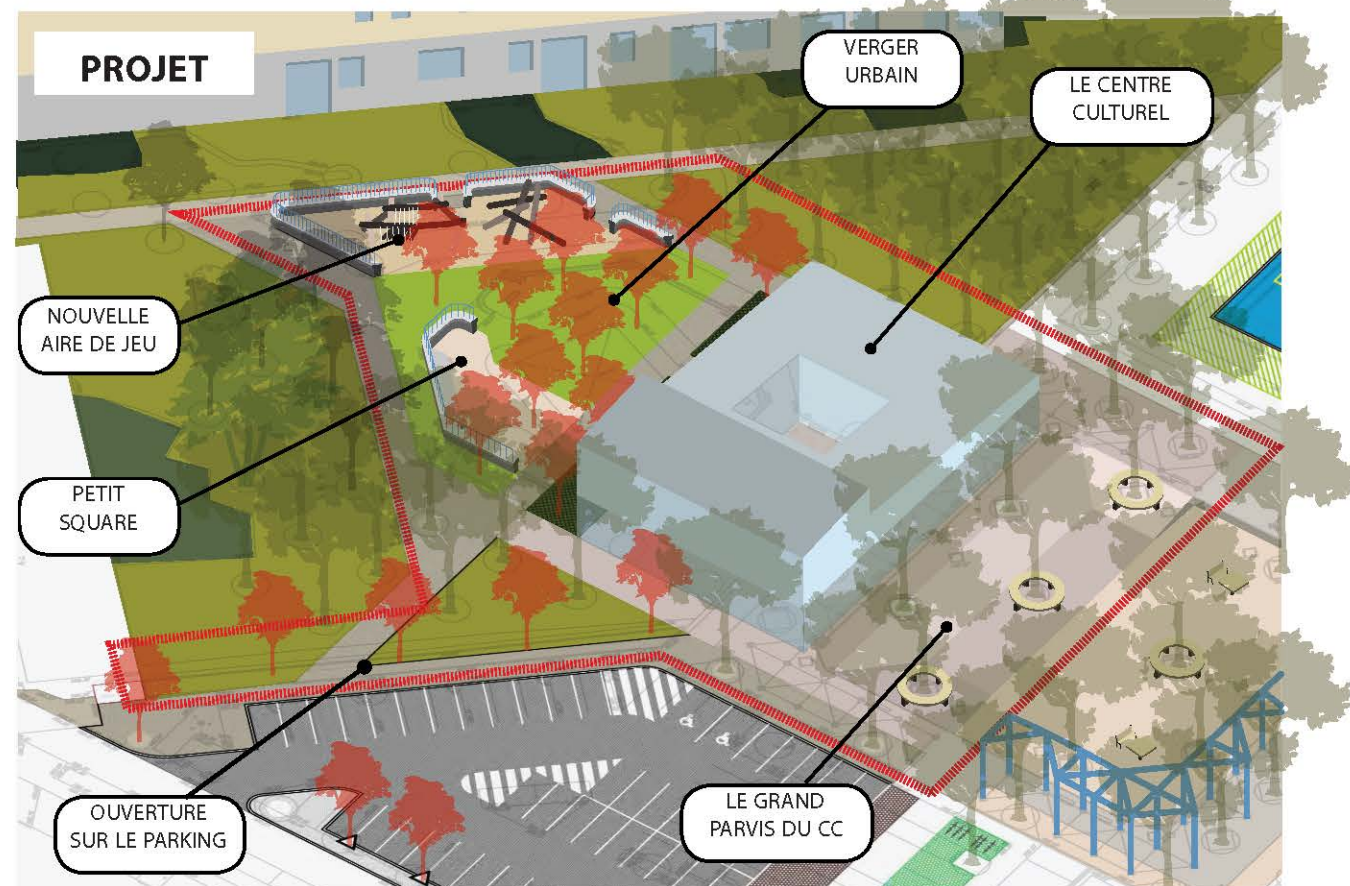 PROJET
VERGER
URBAIN
LE CENTRE
CULTUREL
NOUVELLE
AIRE DE JEU
PETIT
SQUARE
OUVERTURE
SUR LE PARKING
LE GRAND
PARVIS DU CC